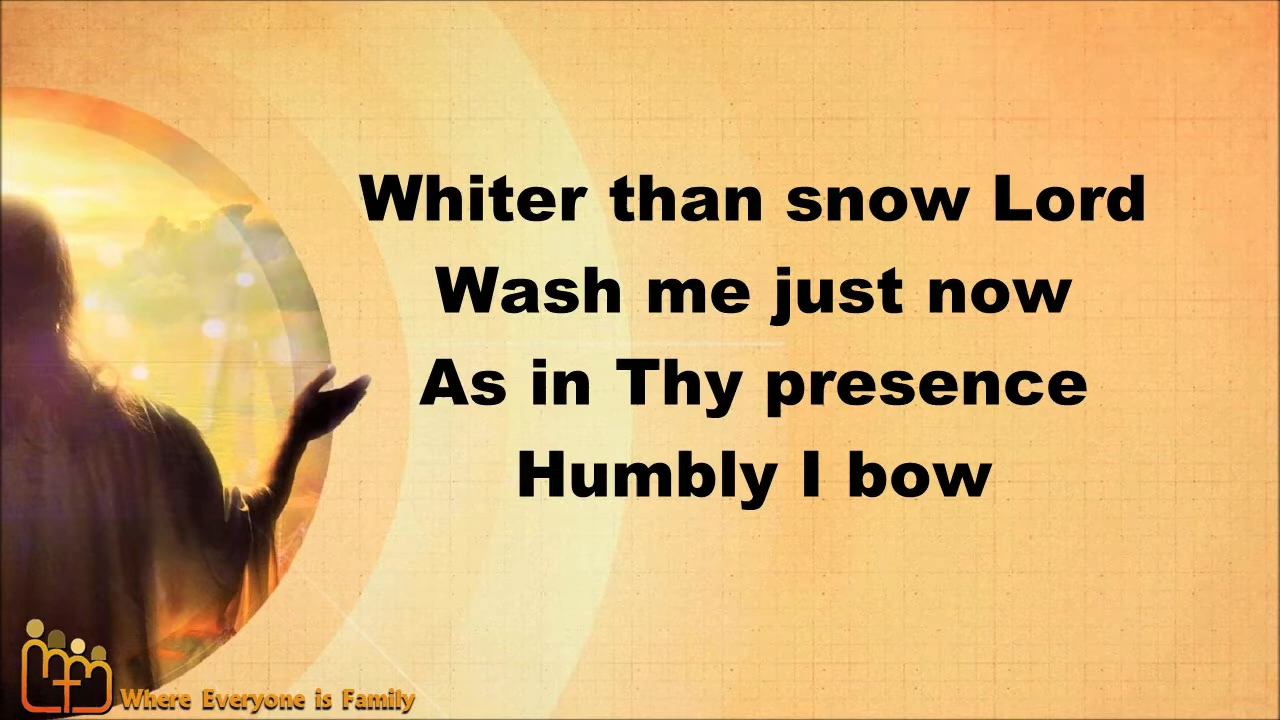 Whiter than snow Lord
Wash me just now
As in Thy presence
Humbly I bow
Where Everyone is Family